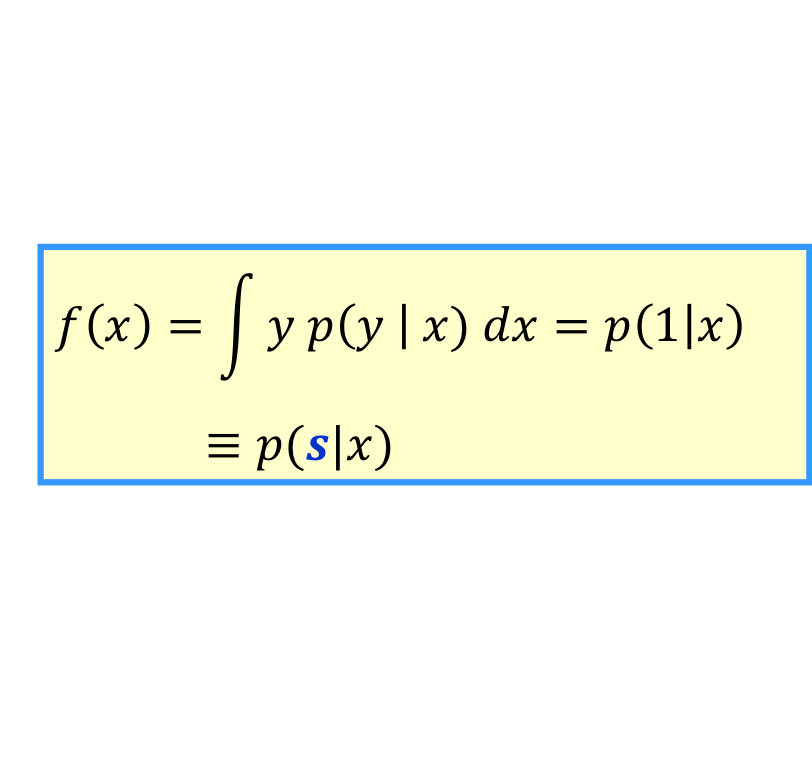 f(x) = ∫ y p(y | x) dx = p(1|x)
≡ p(s|x)